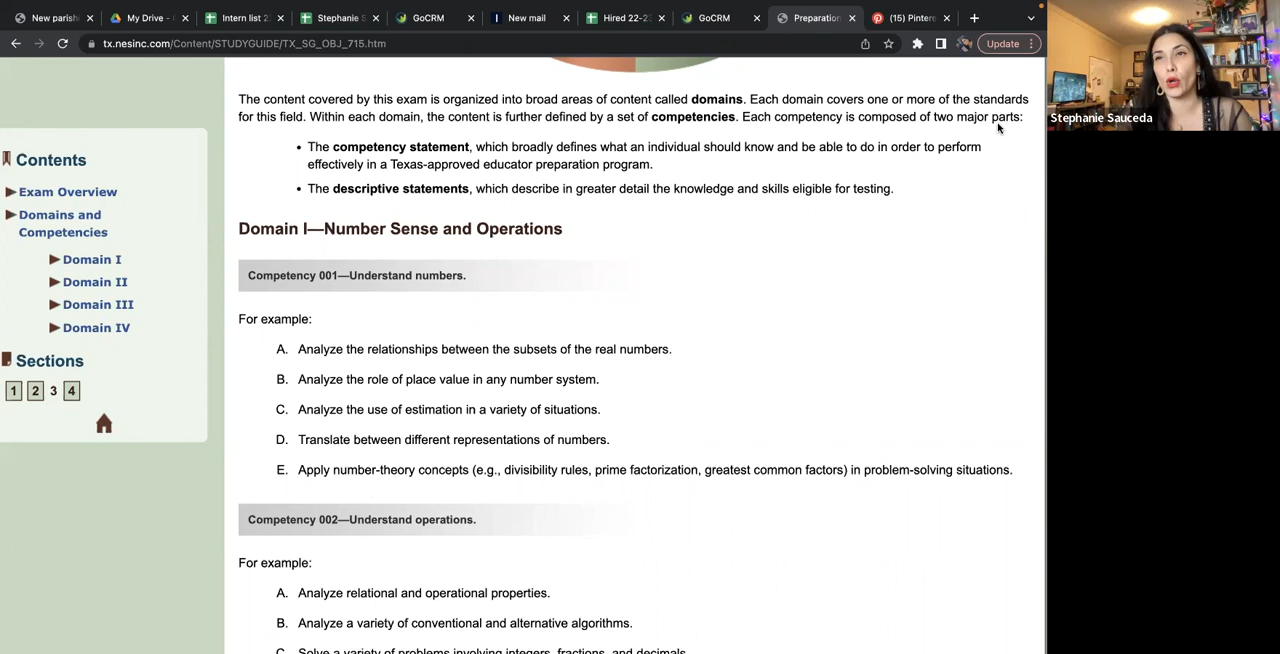 New parish
My Drive -
Intern list 2
Stephanie S
GoCRM
New mail
Hired 22-23
GoCRM
Preparation
(15) Pintere
tx.nesinc.com/Content/STUDYGUIDE/TX_SG_OBJ_715.htm
Update
Stephanie Sauceda
Contents
Exam Overview
Domains and
Competencies
Domain I
Domain II
Domain III
Domain IV
Sections
1 2 3 4
The content covered by this exam is organized into broad areas of content called domains. Each domain covers one or more of the standards
for this field. Within each domain, the content is further defined by a set of competencies. Each competency is composed of two major parts:
• The competency statement, which broadly defines what an individual should know and be able to do in order to perform
effectively in a Texas-approved educator preparation program.
• The descriptive statements, which describe in greater detail the knowledge and skills eligible for testing.
Domain I—Number Sense and Operations
Competency 001—Understand numbers.
For example:
A. Analyze the relationships between the subsets of the real numbers.
B. Analyze the role of place value in any number system.
C. Analyze the use of estimation in a variety of situations.
D. Translate between different representations of numbers.
E. Apply number-theory concepts (e.g., divisibility rules, prime factorization, greatest common factors) in problem-solving situations.
Competency 002—Understand operations.
For example:
A. Analyze relational and operational properties.
B. Analyze a variety of conventional and alternative algorithms.
C. Solve a variety of problems involving integers, fractions, and decimals.